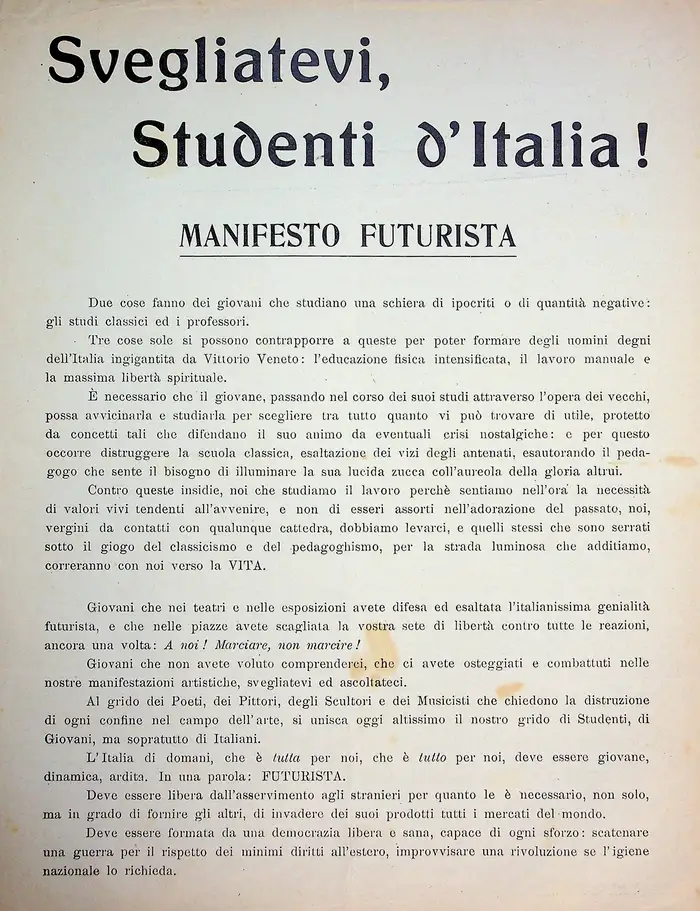 Svegliatevi,
Studenti d'Italia!
MANIFESTO FUTURISTA
Due cose fanno dei giovani che studiano una schiera di ipocriti o di quantità negative:
gli studi classici ed i professori.
Tre cose sole si possono contrapporre a queste per poter formare degli uomini degni
dell'Italia ingigantita da Vittorio Veneto: l'educazione fisica intensificata, il lavoro manuale e
la massima libertà spirituale.
È necessario che il giovane, passando nel corso dei suoi studi attraverso l'opera dei vecchi,
possa avvicinarla e studiarla per scegliere tra tutto quanto vi può trovare di utile, protetto
da concetti tali che difendano il suo animo da eventuali crisi nostalgiche: e per questo
occorre distruggere la scuola classica, esaltazione dei vizi degli antenati, esautorando il peda-
gogo che sente il bisogno di illuminare la sua lucida zucca coll'aureola della gloria altrui.
Contro queste insidie, noi che studiamo il lavoro perchè sentiamo nell'ora la necessità
di valori vivi tendenti all'avvenire, e non di esseri assorti nell'adorazione del passato, noi,
vergini da contatti con qualunque cattedra, dobbiamo levarci, e quelli stessi che sono serrati
sotto il giogo del classicismo e del pedagoghismo, per la strada luminosa che additiamo,
correranno con noi verso la VITA.
Giovani che nei teatri e nelle esposizioni avete difesa ed esaltata l'italianissima genialità
futurista, e che nelle piazze avete scagliata la vostra sete di libertà contro tutte le reazioni,
ancora una volta: A noi! Marciare, non marcire!
Giovani che non avete voluto comprenderci, che ci avete osteggiati e combattuti nelle
nostre manifestazioni artistiche, svegliatevi ed ascoltateci.
Al grido dei Poeti, dei Pittori, degli Scultori e dei Musicisti che chiedono la distruzione
di ogni confine nel campo dell'arte, si unisca oggi altissimo il nostro grido di Studenti, di
Giovani, ma sopratutto di Italiani.
L'Italia di domani, che è tutta per noi, che è tutto per noi, deve essere giovane,
dinamica, ardita. In una parola: FUTURISTA.
Deve essere libera dall'asservimento agli stranieri per quanto le è necessario, non solo,
ma in grado di fornire gli altri, di invadere dei suoi prodotti tutti i mercati del mondo.
Deve essere formata da una democrazia libera e sana, capace di ogni sforzo: scatenare
una guerra per il rispetto dei minimi diritti all'estero, improvvisare una rivoluzione se l'igiene
nazionale lo richieda.